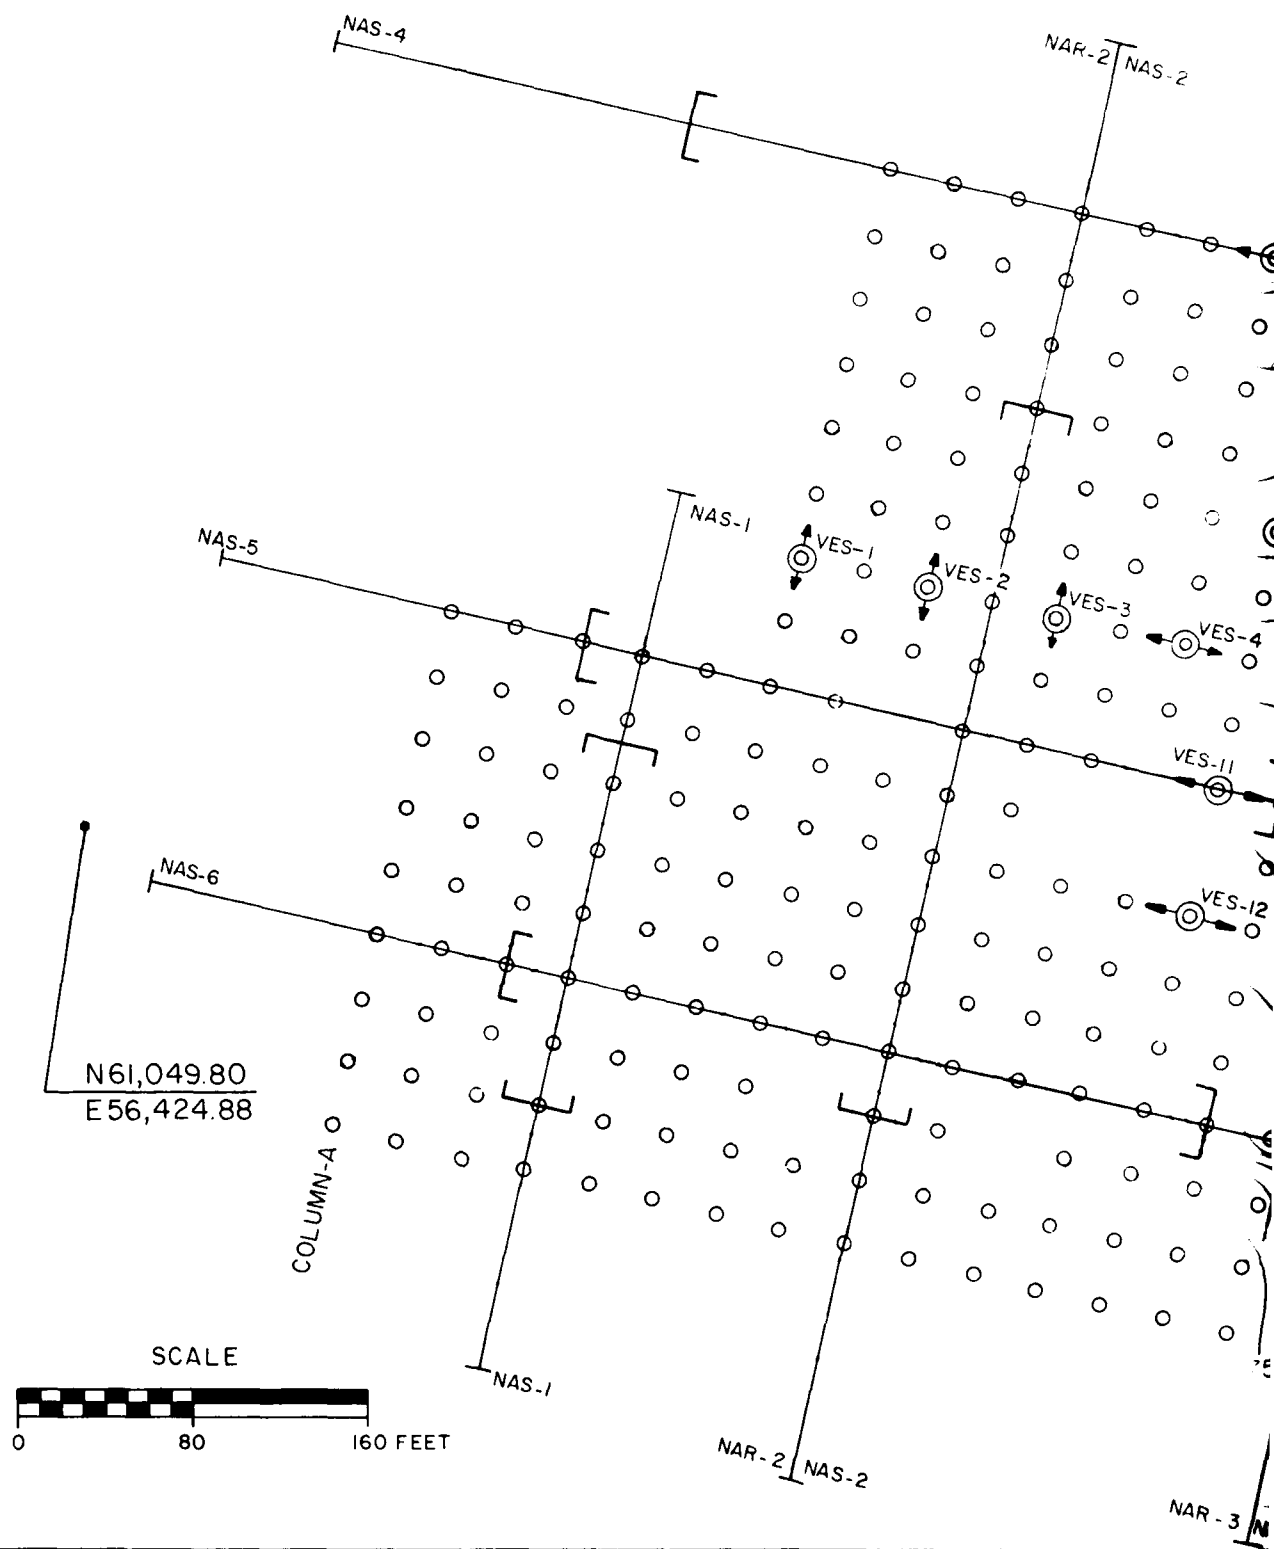 NAS-4
NAR-2
NAS-2
NAS-1
NAS-5
VES-1
VES-2
VES-3
VES-4
VES-11
NAS-6
VES-12
N61,049.80
E56,424.88
COLUMN-A
SCALE
0 80 160 FEET
NAS-1
NAR-2
NAS-2
NAR-3